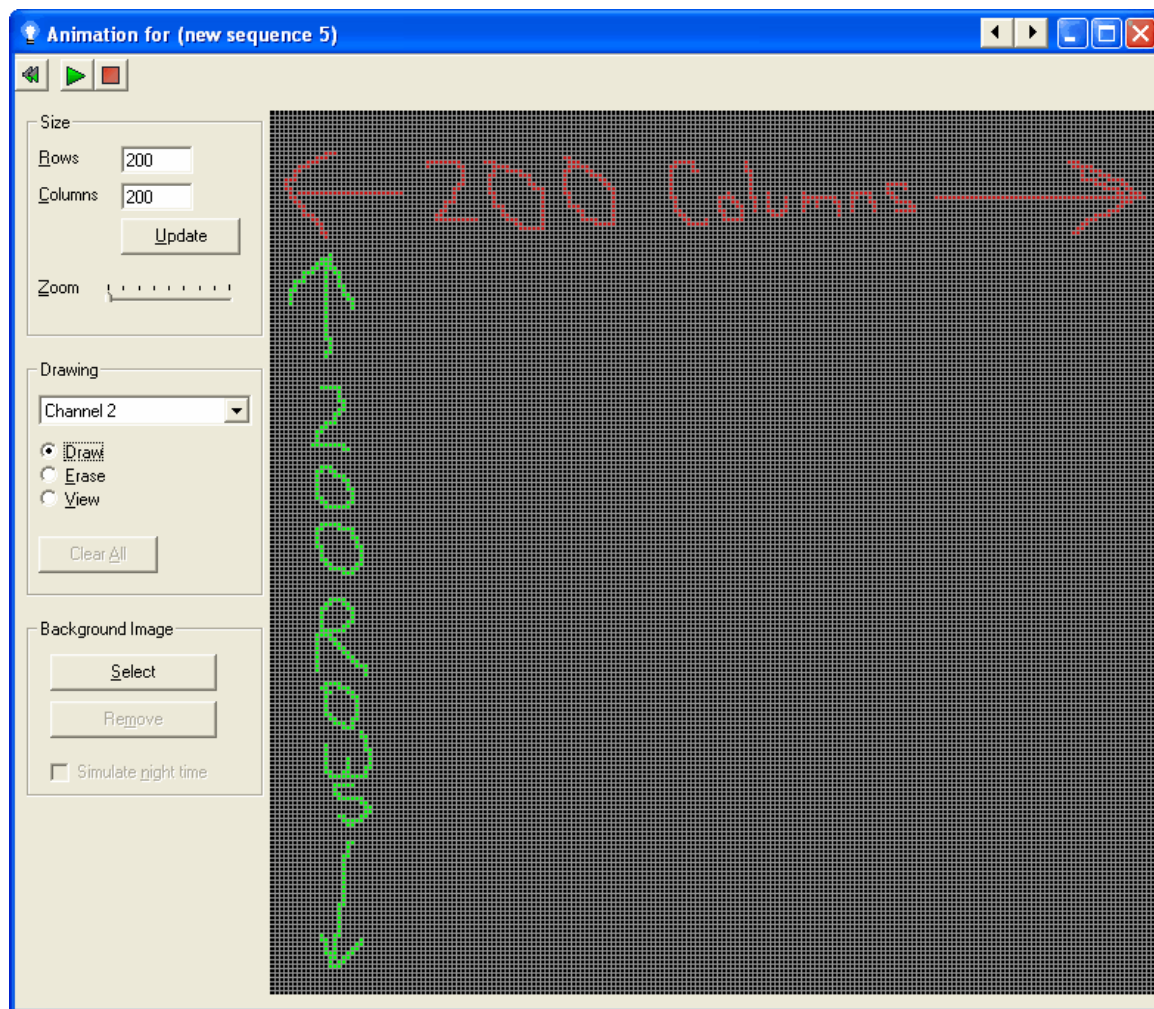 Animation for (new sequence 5)
Size
Rows 200
Columns 200
Update
Zoom
Drawing
Channel 2
Draw
Erase
View
Clear All
Background Image
Select
Remove
Simulate night time
200 Columns
200 ROWS